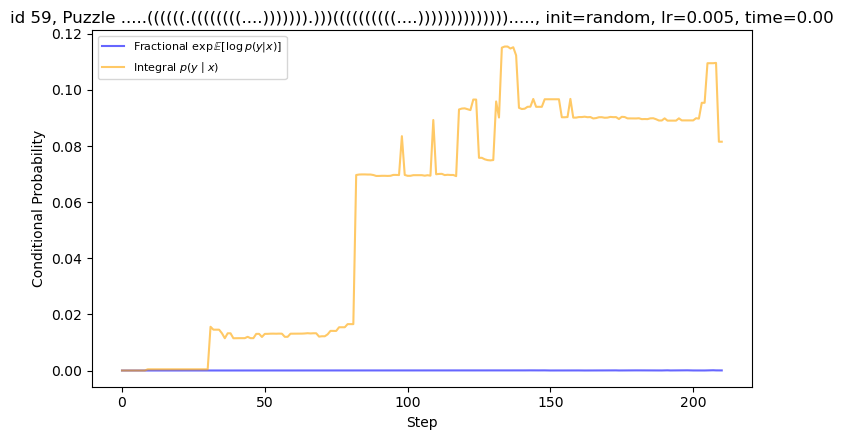 id 59, Puzzle .....((((((.((((((((....))))))).)))((((((((((....)))))))))))))))....., init=random, lr=0.005, time=0.00
Fractional exp𝔼[log p(y|x)]
Integral p(y | x)
Conditional Probability
0.12
0.10
0.08
0.06
0.04
0.02
0.00
0 50 100 150 200
Step